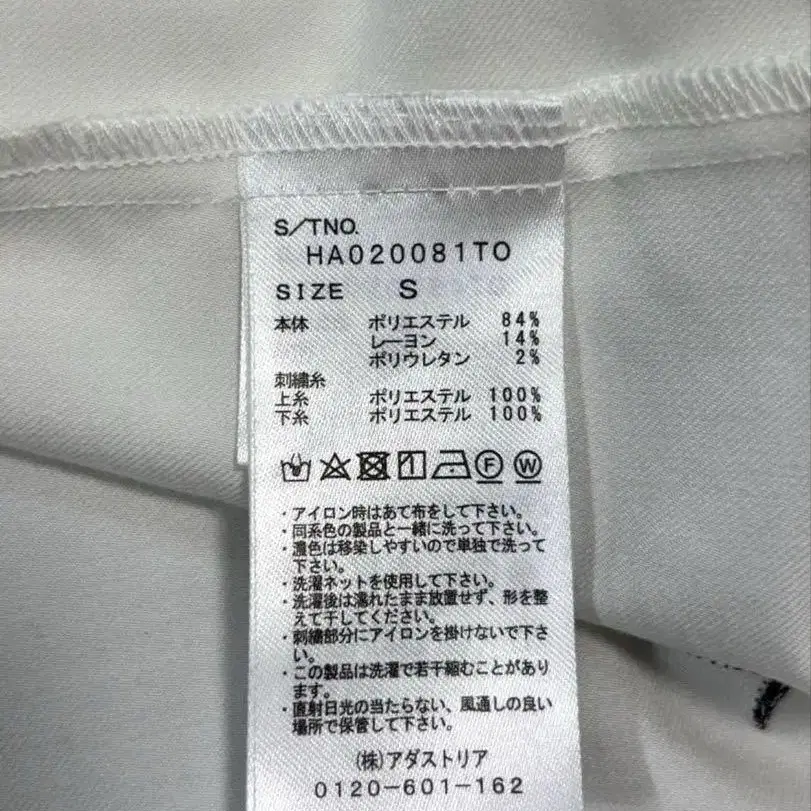 S/TNO.
HA020081TO
SIZE S
本体 ポリエステル 84%
レーヨン 14%
ポリウレタン 2%
刺繍糸
上糸 ポリエステル 100%
下糸 ポリエステル 100%
F W
・アイロン時はあて布をして下さい。
・同系色の製品と一緒に洗って下さい。
・濃色は移染しやすいので単独で洗って
下さい。
・洗濯ネットを使用して下さい。
・洗濯後は濡れたまま放置せず、形を整
えて干してください。
・刺繍部分にアイロンを掛けないで下さ
い。
・この製品は洗濯で若干縮むことがあり
ます。
・直射日光の当たらない、風通しの良い
場所で保管して下さい。
(株)アダストリア
0120-601-162